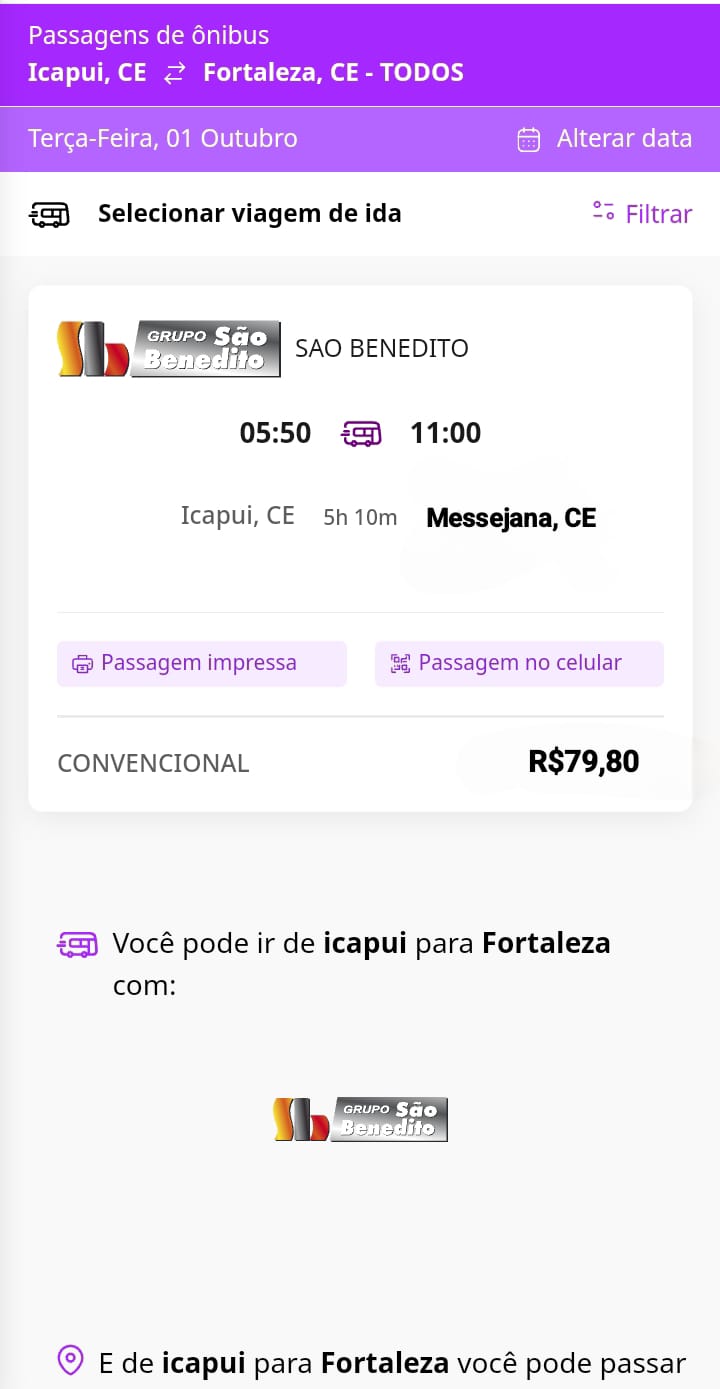 Passagens de ônibus
Icapui, CE Fortaleza, CE - TODOS
Terça-Feira, 01 Outubro Alterar data
Selecionar viagem de ida Filtrar
GRUPO São
Benedito
SAO BENEDITO
05:50 11:00
Icapui, CE 5h 10m Messejana, CE
Passagem impressa Passagem no celular
CONVENCIONAL R$79,80
Você pode ir de icapui para Fortaleza
com:
GRUPO São
Benedito
E de icapui para Fortaleza você pode passar